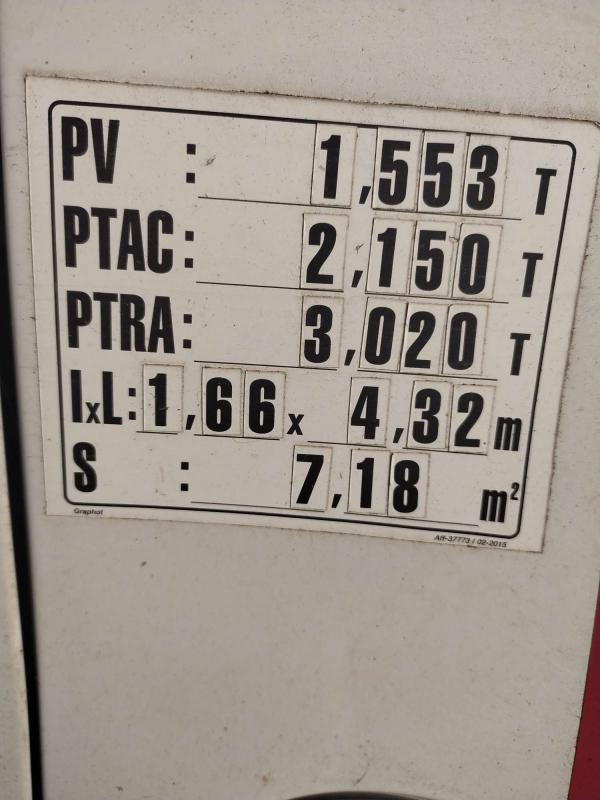 PV : 1,553 T
PTAC: 2,150 T
PTRA: 3,020 T
lxL: 1,66 x 4,32 m
S : 7,18 m²
Graphot
Aff-37773 / 02-2015